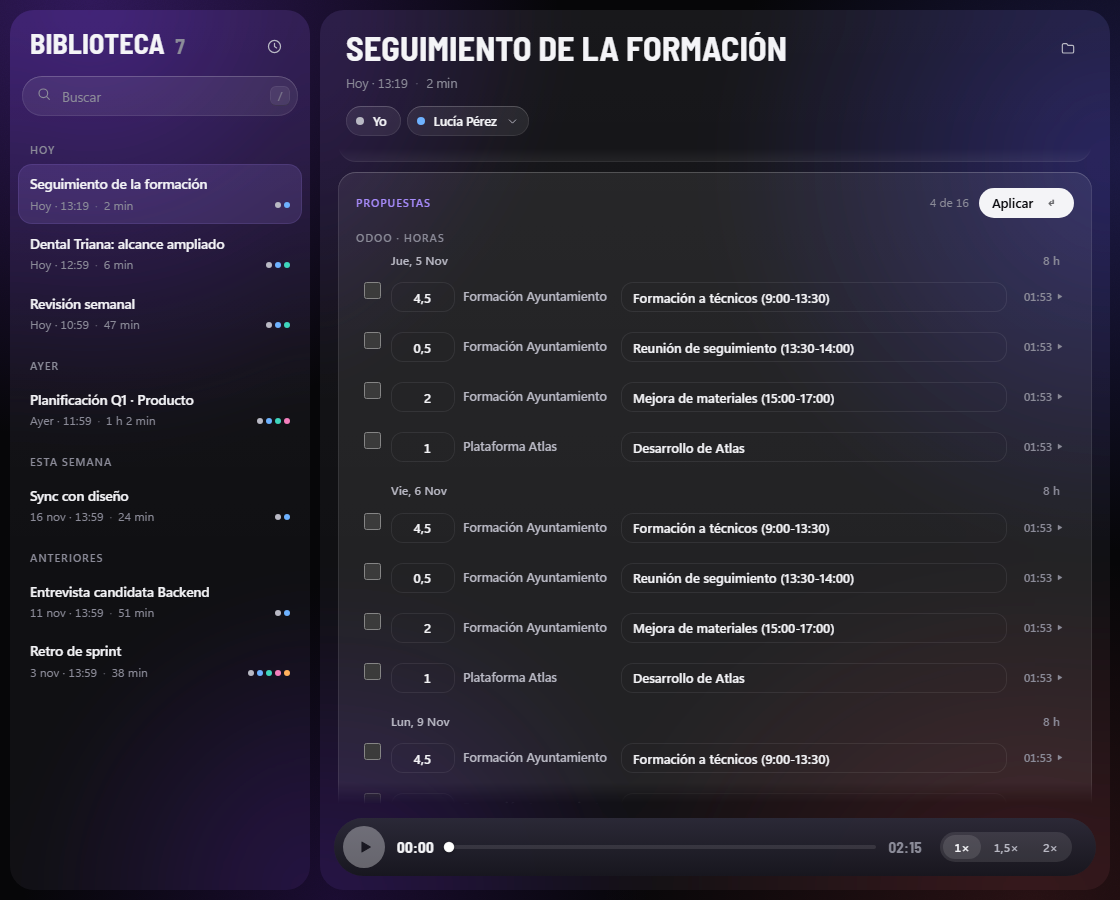 BIBLIOTECA 7
Buscar /
HOY
Seguimiento de la formación
Hoy · 13:19 · 2 min
Dental Triana: alcance ampliado
Hoy · 12:59 · 6 min
Revisión semanal
Hoy · 10:59 · 47 min
AYER
Planificación Q1 · Producto
Ayer · 11:59 · 1 h 2 min
ESTA SEMANA
Sync con diseño
16 nov · 13:59 · 24 min
ANTERIORES
Entrevista candidata Backend
11 nov · 13:59 · 51 min
Retro de sprint
3 nov · 13:59 · 38 min
SEGUIMIENTO DE LA FORMACIÓN
Hoy · 13:19 · 2 min
Yo Lucía Pérez
PROPUESTAS 4 de 16 Aplicar
ODOO · HORAS
Jue, 5 Nov 8 h
4,5 Formación Ayuntamiento Formación a técnicos (9:00-13:30) 01:53
0,5 Formación Ayuntamiento Reunión de seguimiento (13:30-14:00) 01:53
2 Formación Ayuntamiento Mejora de materiales (15:00-17:00) 01:53
1 Plataforma Atlas Desarrollo de Atlas 01:53
Vie, 6 Nov 8 h
4,5 Formación Ayuntamiento Formación a técnicos (9:00-13:30) 01:53
0,5 Formación Ayuntamiento Reunión de seguimiento (13:30-14:00) 01:53
2 Formación Ayuntamiento Mejora de materiales (15:00-17:00) 01:53
1 Plataforma Atlas Desarrollo de Atlas 01:53
Lun, 9 Nov 8 h
4,5 Formación Ayuntamiento Formación a técnicos (9:00-13:30) 01:53
00:00 02:15 1× 1,5× 2×